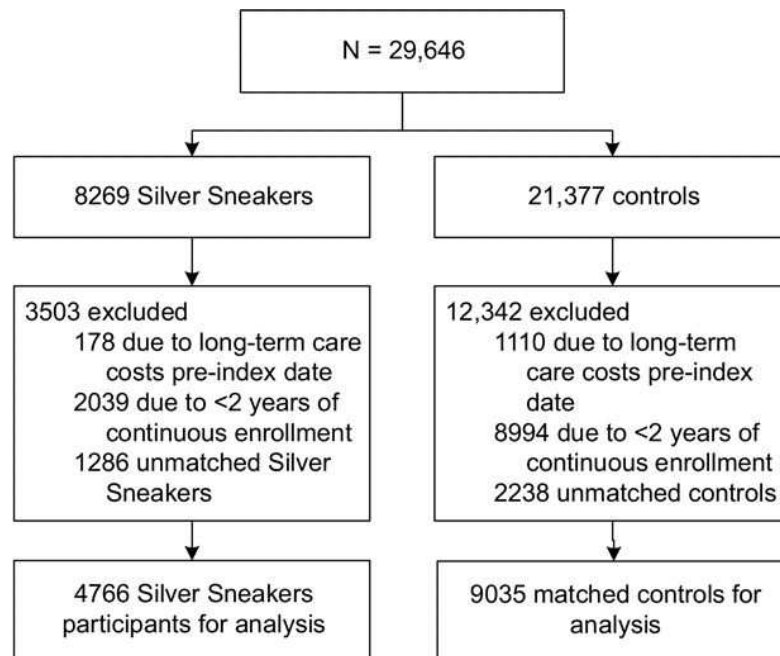 N = 29,646
8269 Silver Sneakers
21,377 controls
3503 excluded
178 due to long-term care
costs pre-index date
2039 due to <2 years of
continuous enrollment
1286 unmatched Silver
Sneakers
12,342 excluded
1110 due to long-term
care costs pre-index
date
8994 due to <2 years of
continuous enrollment
2238 unmatched controls
4766 Silver Sneakers
participants for analysis
9035 matched controls for
analysis